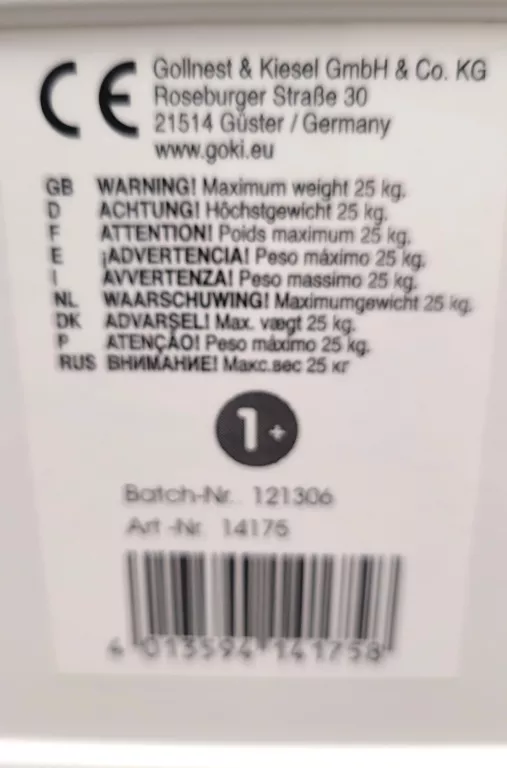 CE
Gollnest & Kiesel GmbH & Co. KG
Roseburger Straße 30
21514 Güster / Germany
www.goki.eu
GB WARNING! Maximum weight 25 kg.
D ACHTUNG! Höchstgewicht 25 kg.
F ATTENTION! Poids maximum 25 kg.
E ¡ADVERTENCIA! Peso máximo 25 kg.
I AVVERTENZA! Peso massimo 25 kg.
NL WAARSCHUWING! Maximumgewicht 25 kg.
DK ADVARSEL! Max. vægt 25 kg.
P ATENÇÃO! Peso máximo 25 kg.
RUS ВНИМАНИЕ! Макс.вес 25 кг
1+
Batch-Nr. 121306
Art.-Nr. 14175
4 013594 141758